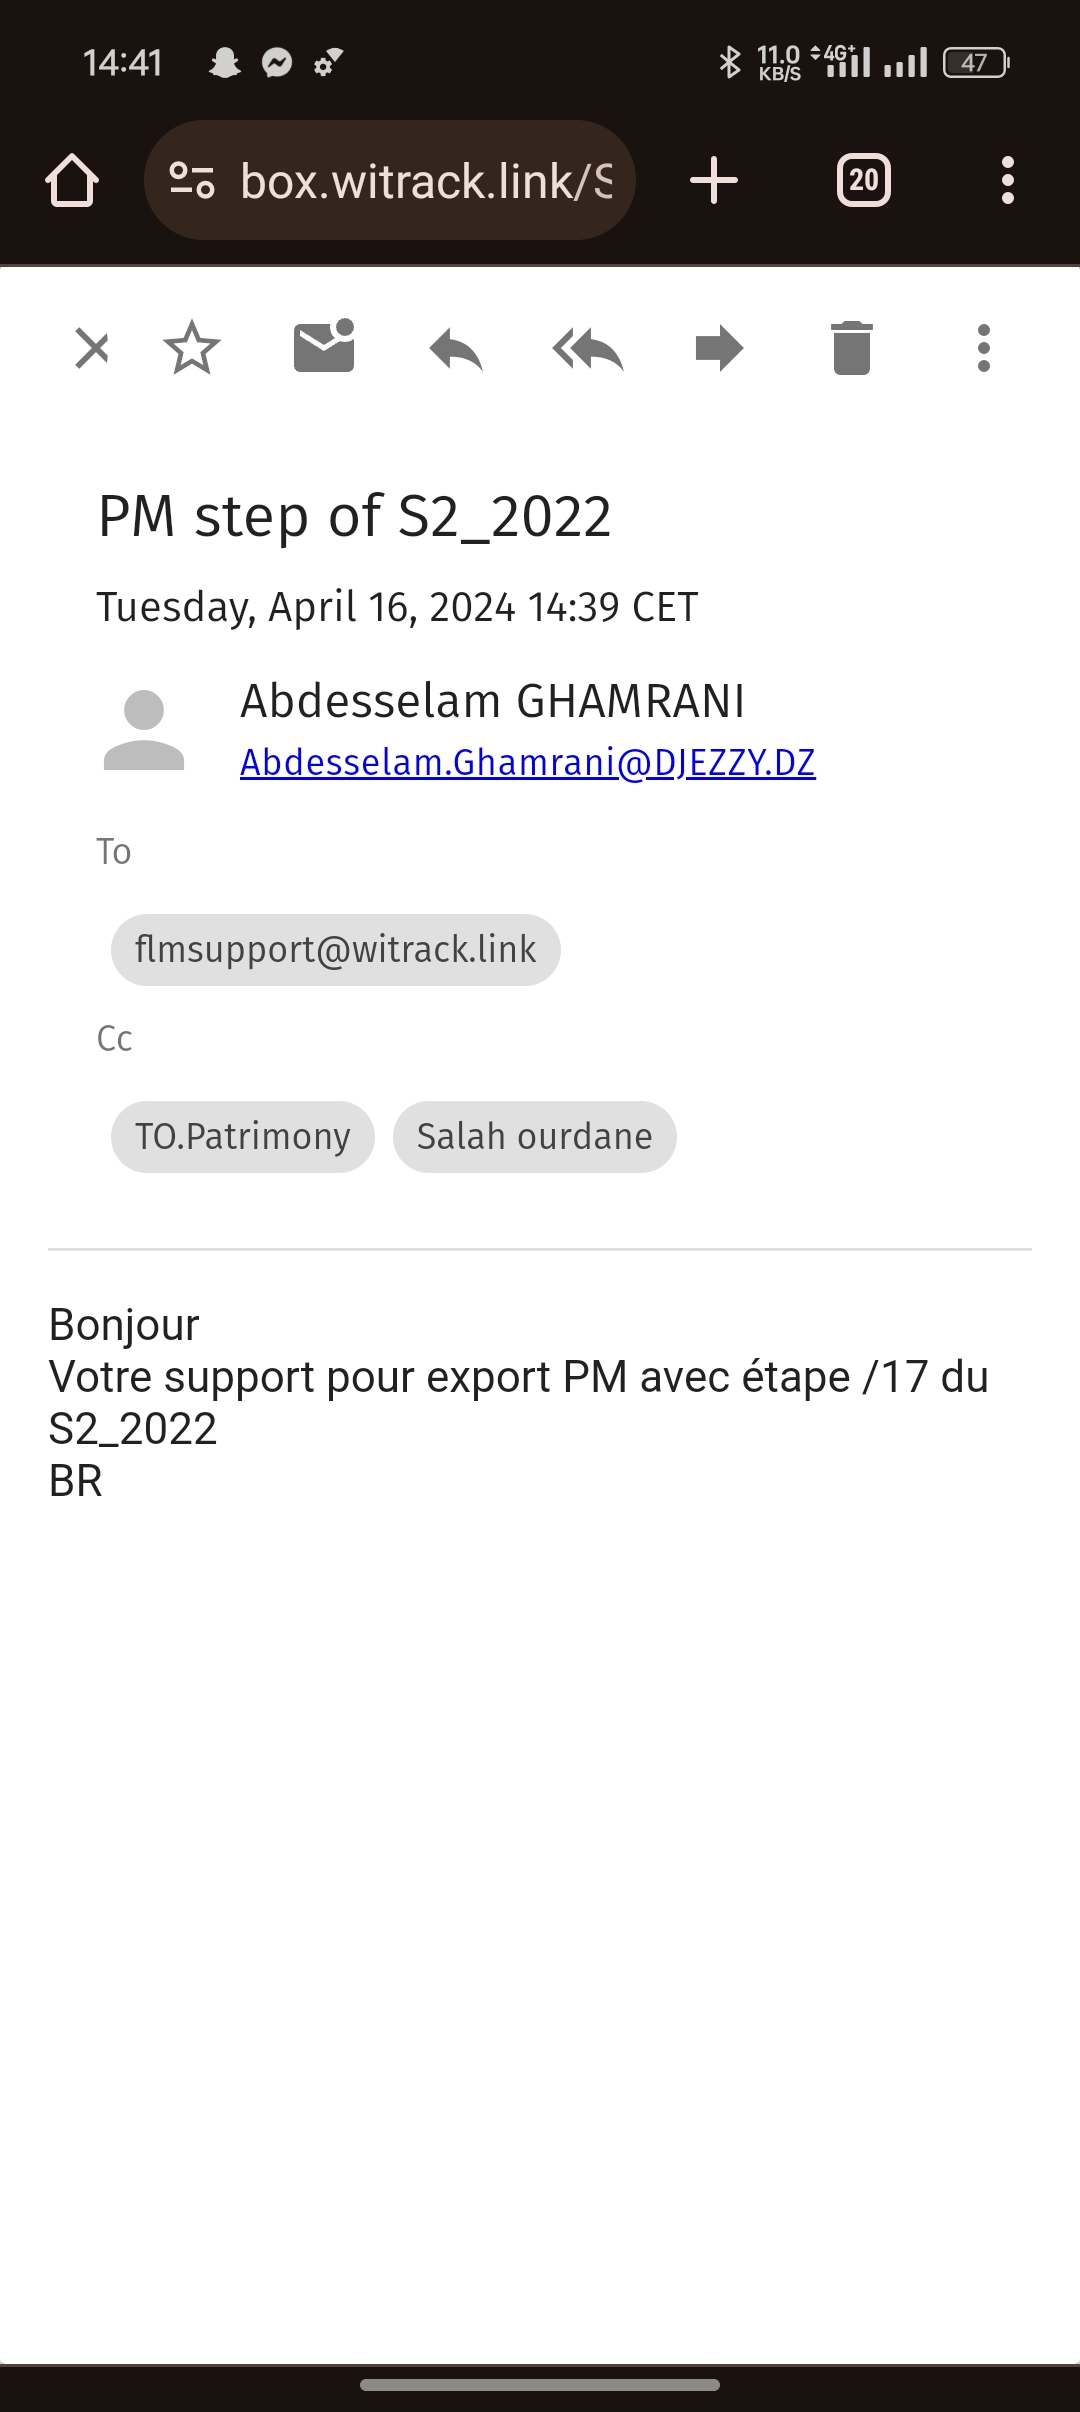 14:41
11.0
KB/S
4G+
47
box.witrack.link/S
20
PM step of S2_2022
Tuesday, April 16, 2024 14:39 CET
Abdesselam GHAMRANI
Abdesselam.Ghamrani@DJEZZY.DZ
To
flmsupport@witrack.link
Cc
TO.Patrimony Salah ourdane
Bonjour
Votre support pour export PM avec étape /17 du
S2_2022
BR